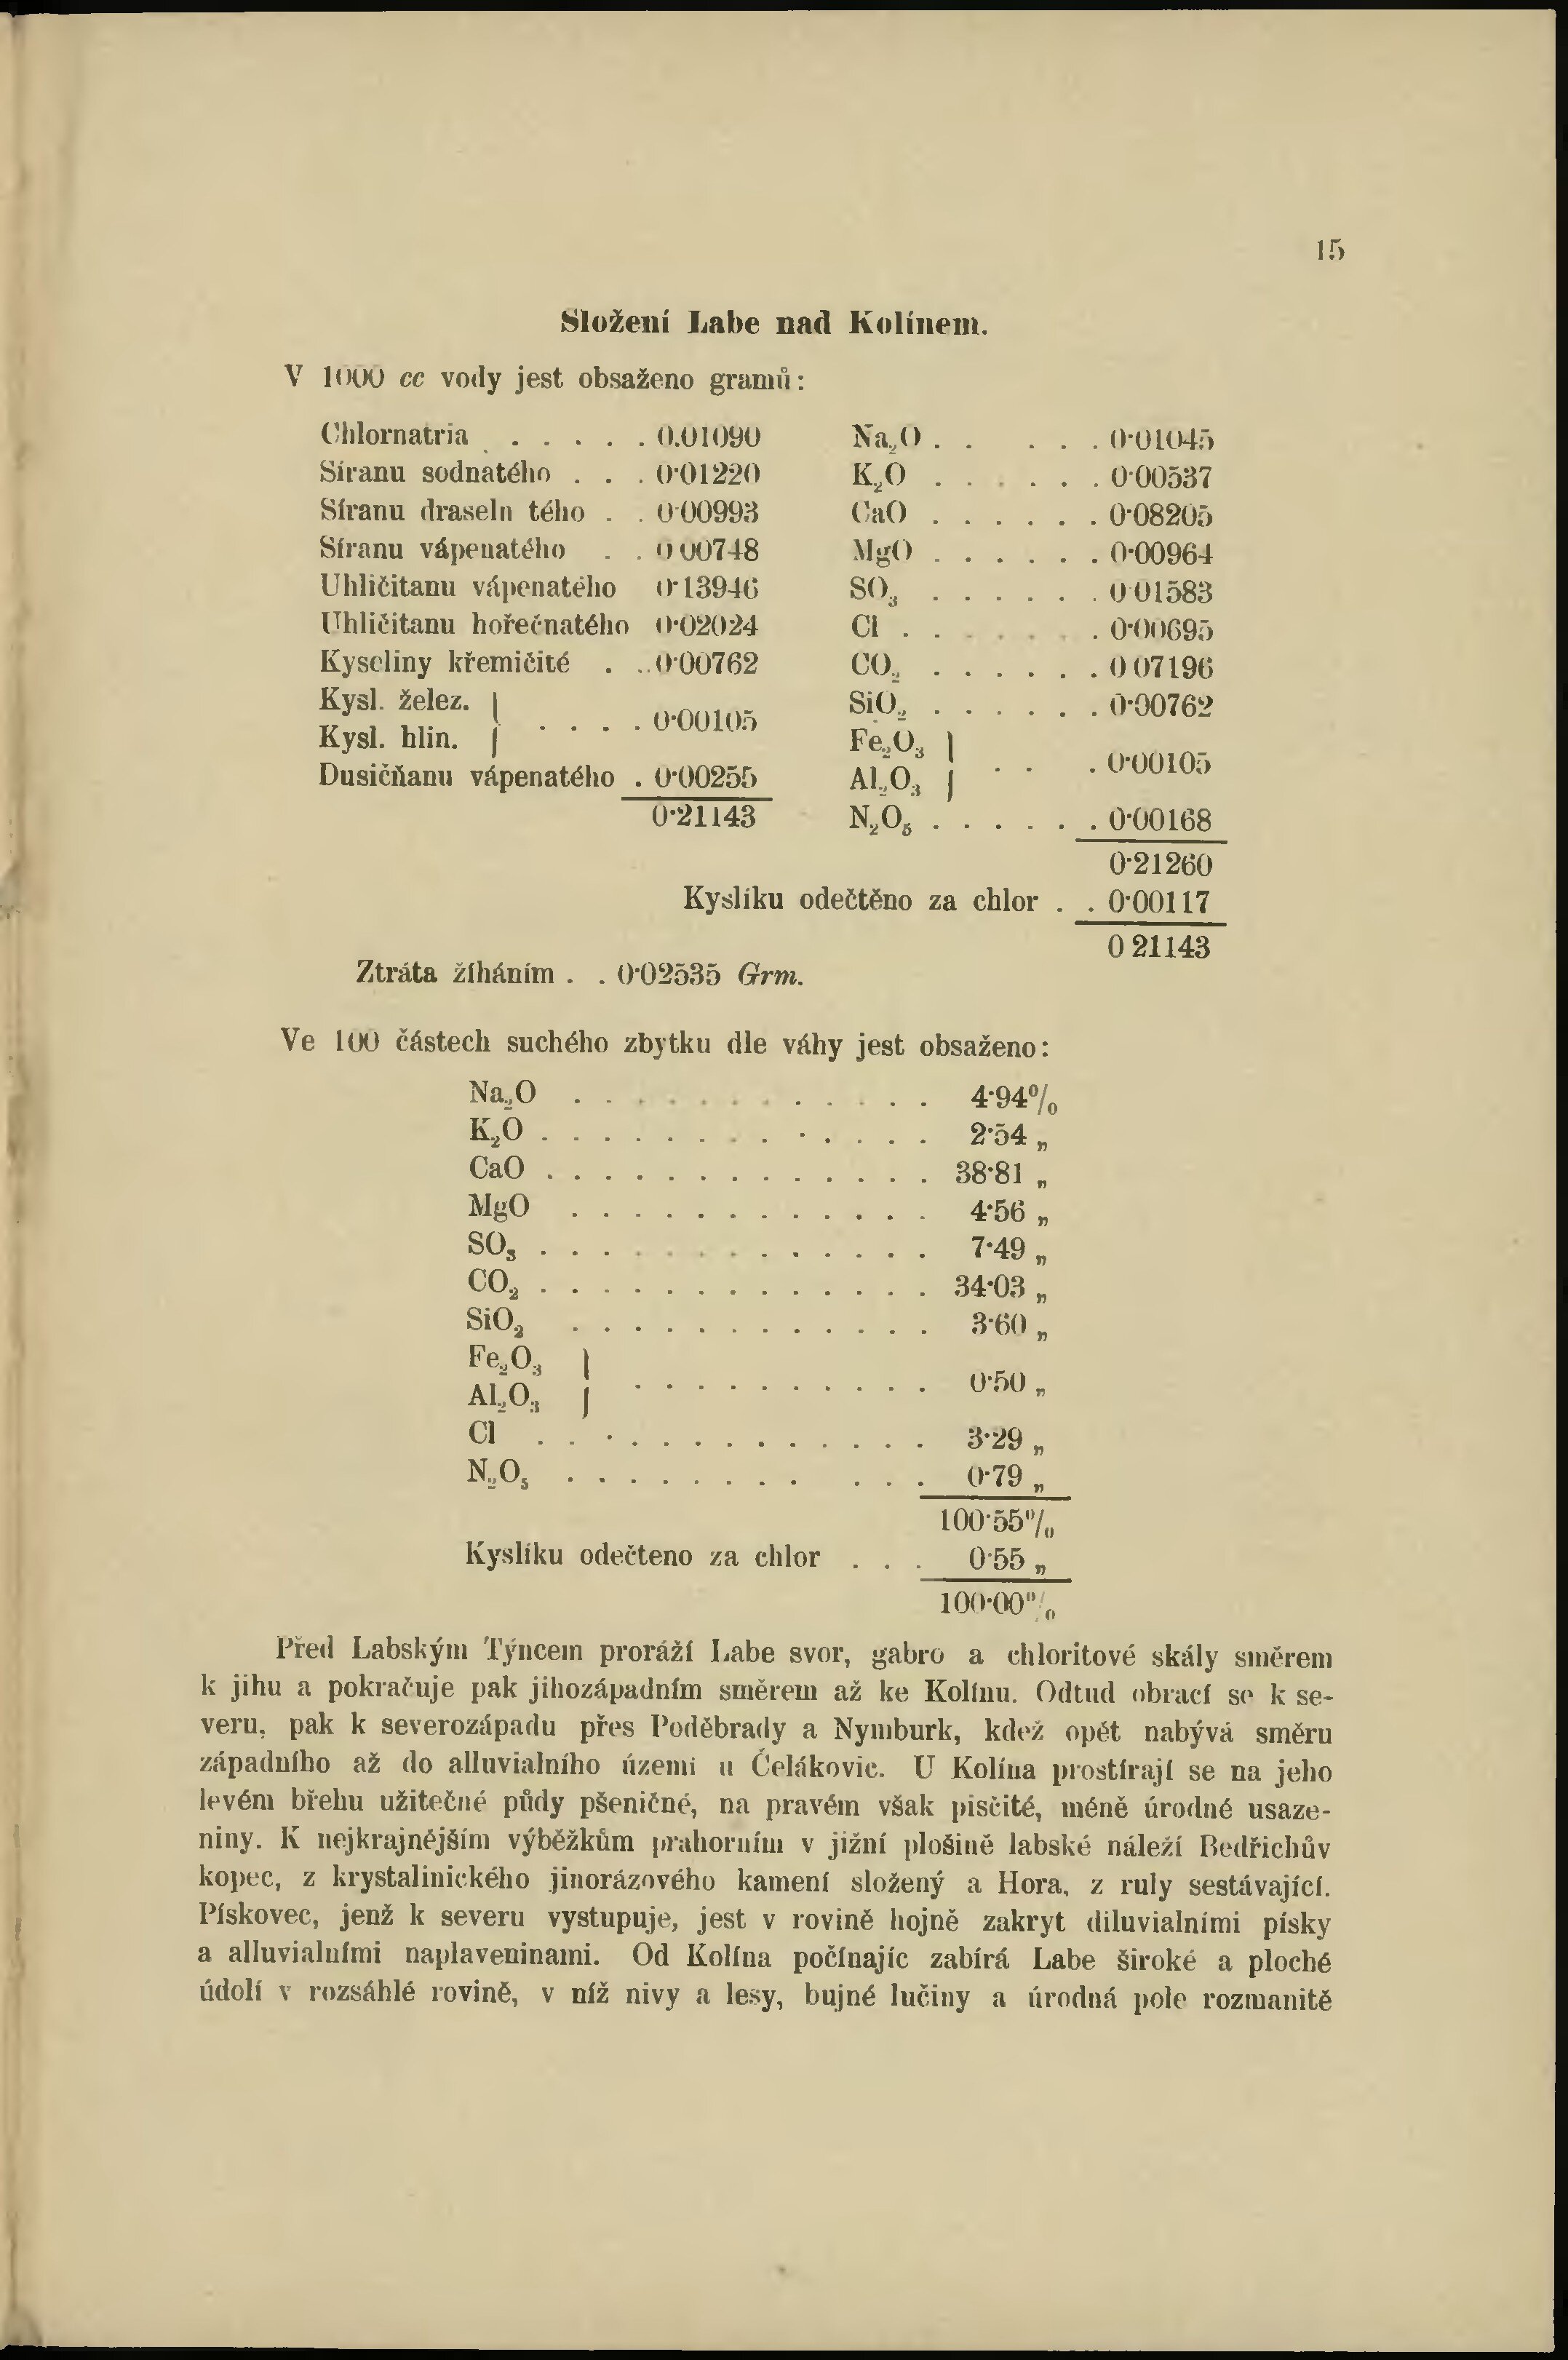 15
Složení Labe nad Kolínem.
V 1000 cc vody jest obsaženo gramů:
Chlornatria . . . . . 0.01090
Síranu sodnatého . . . 0·01220
Síranu draseln tého . . 0·00993
Síranu vápenatého . . 0 00748
Uhličitanu vápenatého 0·13946
Uhličitanu hořečnatého 0·02024
Kyseliny křemičité . . . 0·00762
Kysl. želez. }
Kysl. hlin. } . . . . 0·00105
Dusičňanu vápenatého . 0·00255
0·21143
Na₂O . . . . . . 0·01045
K₂O . . . . . . 0·00537
CaO . . . . . . 0·08205
MgO . . . . . . 0·00964
SO₃ . . . . . . 0 01583
Cl . . . . . . 0·00695
CO₂ . . . . . . 0 07196
SiO₂ . . . . . . 0·00762
Fe₂O₃ }
Al₂O₃ } . . . 0·00105
N₂O₅ . . . . . . 0·00168
0·21260
Kyslíku odečtěno za chlor . . 0·00117
0 21143
Ztráta žíháním . . 0·02535 Grm.
Ve 100 částech suchého zbytku dle váhy jest obsaženo:
Na₂O . . . . . . . . . . . . 4·94%
K₂O . . . . . . . . . . . . . 2·54 „
CaO . . . . . . . . . . . . . 38·81 „
MgO . . . . . . . . . . . . 4·56 „
SO₃ . . . . . . . . . . . . . 7·49 „
CO₂ . . . . . . . . . . . . . 34·03 „
SiO₂ . . . . . . . . . . . . 3·60 „
Fe₂O₃ }
Al₂O₃ } . . . . . . . . . . 0·50 „
Cl . . . . . . . . . . . . . 3·29 „
N₂O₅ . . . . . . . . . . . 0·79 „
100·55%
Kyslíku odečteno za chlor . . . 0·55 „
100·00%
Před Labským Týncem proráží Labe svor, gabro a chloritové skály směrem
k jihu a pokračuje pak jihozápadním směrem až ke Kolínu. Odtud obrací se k se-
veru, pak k severozápadu přes Poděbrady a Nymburk, kdež opět nabývá směru
západního až do alluvialního územi u Čelákovic. U Kolína prostírají se na jeho
levém břehu užitečné půdy pšeničné, na pravém však pisčité, méně úrodné usaze-
niny. K nejkrajnějším výběžkům prahorním v jižní plošině labské náleží Bedřichův
kopec, z krystalinického jinorázového kamení složený a Hora, z ruly sestávající.
Pískovec, jenž k severu vystupuje, jest v rovině hojně zakryt diluvialními písky
a alluvialními naplaveninami. Od Kolína počínajíc zabírá Labe široké a ploché
údolí v rozsáhlé rovině, v níž nivy a lesy, bujné lučiny a úrodná pole rozmanitě